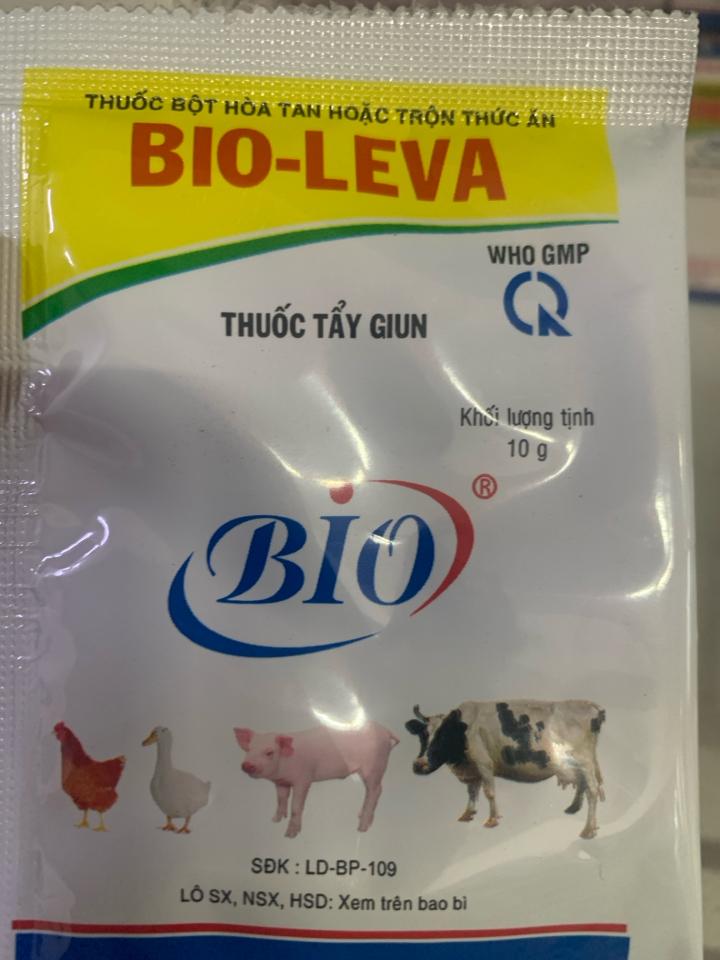 THUỐC BỘT HÒA TAN HOẶC TRỘN THỨC ĂN
BIO-LEVA
WHO GMP
THUỐC TẨY GIUN
Khối lượng tịnh
10 g
BIO®
SĐK : LD-BP-109
LÔ SX, NSX, HSD: Xem trên bao bì